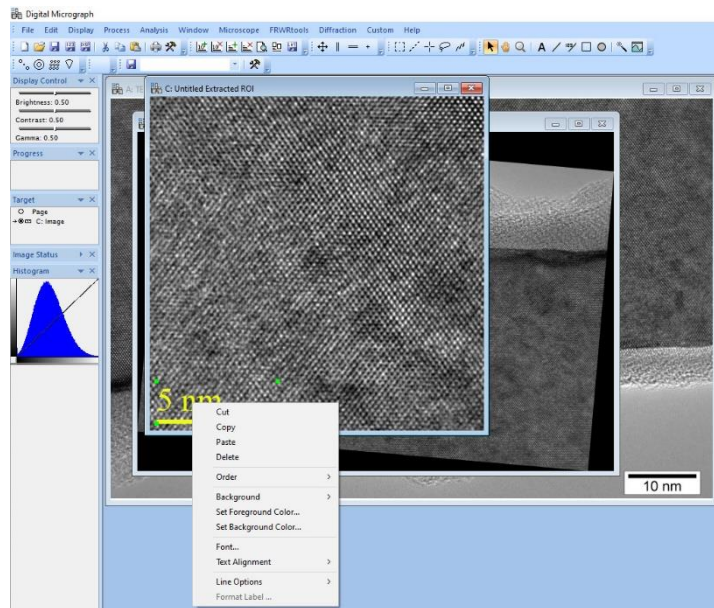 Digital Micrograph
File Edit Display Process Analysis Window Microscope FRWRtools Diffraction Custom Help
Display Control
Brightness: 0.50
Contrast: 0.50
Gamma: 0.50
Progress
Target
Page
C: Image
Image Status
Histogram
A: TE
C: Untitled Extracted ROI
5 nm
Cut
Copy
Paste
Delete
Order
Background
Set Foreground Color...
Set Background Color...
Font...
Text Alignment
Line Options
Format Label ...
10 nm